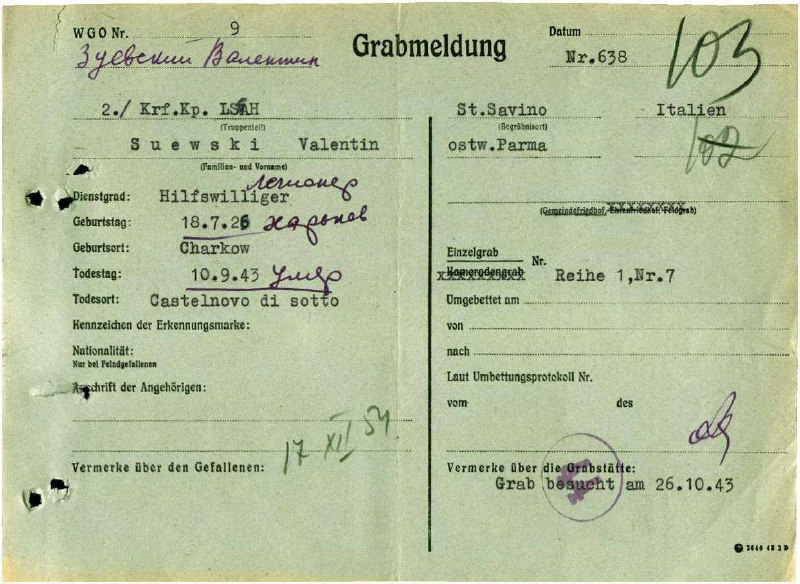 WGO Nr. 9
Зуевский Валентин
Grabmeldung
Datum
Nr.638
103
2./ Krf.Kp. LSAH
(Truppenteil)
Suewski Valentin
(Familien- und Vorname)
Легионер
Dienstgrad: Hilfswilliger
Geburtstag: 18.7.26 Харьков
Geburtsort: Charkow
Todestag: 10.9.43 умер
Todesort: Castelnovo di sotto
Kennzeichen der Erkennungsmarke:
Nationalität:
Nur bei Feindgefallenen
Anschrift der Angehörigen:
17 XII 54
Vermerke über den Gefallenen:
St.Savino Italien
(Begräbnisort)
ostw.Parma
102
(Gemeindefriedhof, Ehrenfriedhof, Feldgrab)
Einzelgrab
Kameradengrab
Nr.
Reihe 1,Nr.7
Umgebettet am
von
nach
Laut Umbettungsprotokoll Nr.
vom des
Vermerke über die Grabstätte:
Grab besucht am 26.10.43